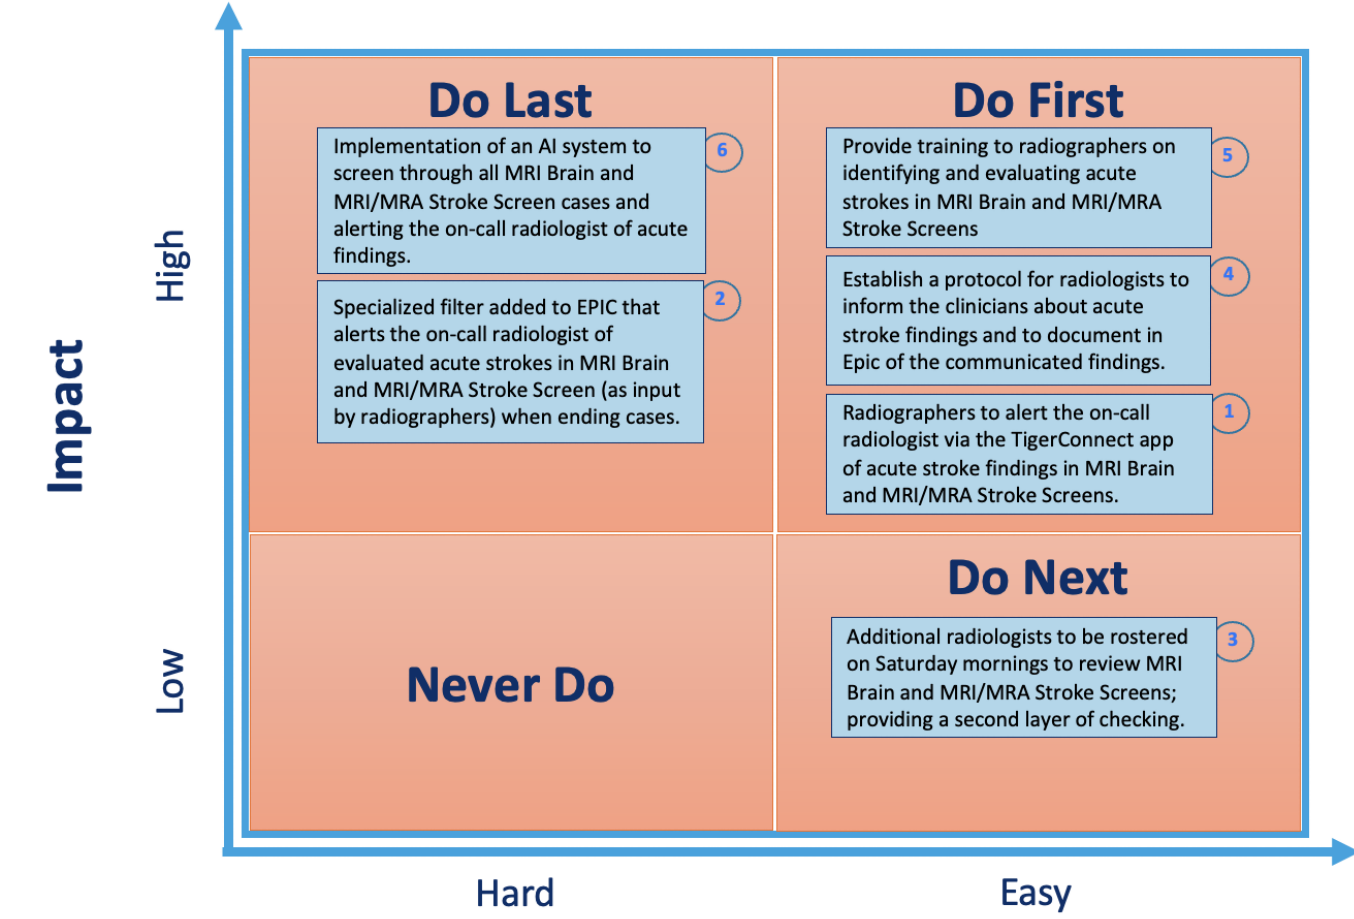 Do Last
Implementation of an AI system to
screen through all MRI Brain and
MRI/MRA Stroke Screen cases and
alerting the on-call radiologist of acute
findings.
6
Specialized filter added to EPIC that
alerts the on-call radiologist of
evaluated acute strokes in MRI Brain
and MRI/MRA Stroke Screen (as input
by radiographers) when ending cases.
2
Do First
Provide training to radiographers on
identifying and evaluating acute
strokes in MRI Brain and MRI/MRA
Stroke Screens
5
Establish a protocol for radiologists to
inform the clinicians about acute
stroke findings and to document in
Epic of the communicated findings.
4
Radiographers to alert the on-call
radiologist via the TigerConnect app
of acute stroke findings in MRI Brain
and MRI/MRA Stroke Screens.
1
High
Impact
Low
Never Do
Do Next
Additional radiologists to be rostered
on Saturday mornings to review MRI
Brain and MRI/MRA Stroke Screens;
providing a second layer of checking.
3
Hard
Easy